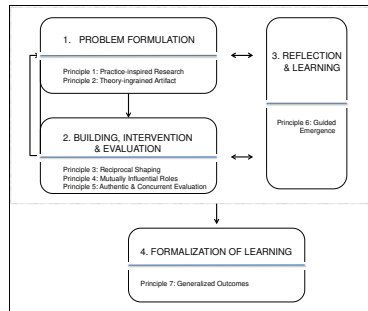 1. PROBLEM FORMULATION
Principle 1: Practice-inspired Research
Principle 2: Theory-ingrained Artifact
2. BUILDING, INTERVENTION
& EVALUATION
Principle 3: Reciprocal Shaping
Principle 4: Mutually Influential Roles
Principle 5: Authentic & Concurrent Evaluation
3. REFLECTION
& LEARNING
Principle 6: Guided
Emergence
4. FORMALIZATION OF LEARNING
Principle 7: Generalized Outcomes